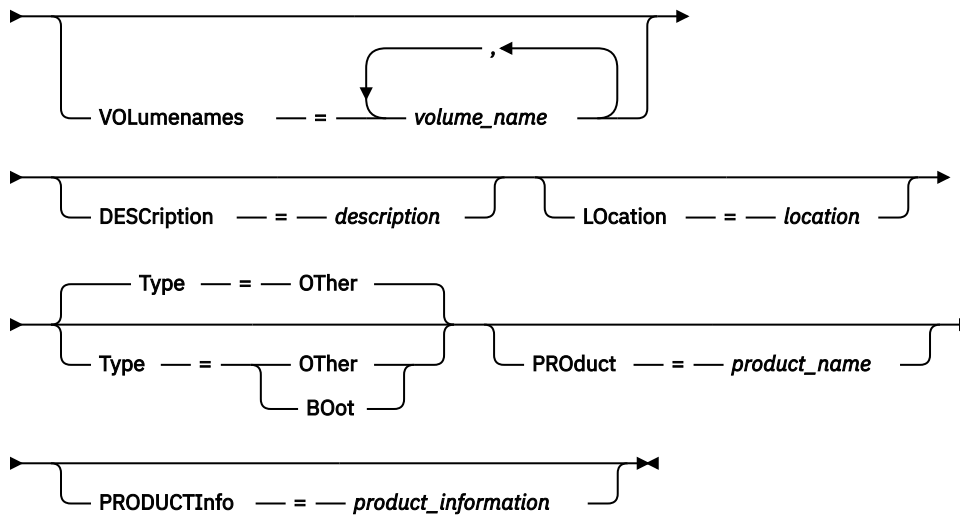 ,
VOLumenames = volume_name
DESCription = description LOcation = location
Type = OTher
Type = OTher PROduct = product_name
BOot
PRODUCTInfo = product_information